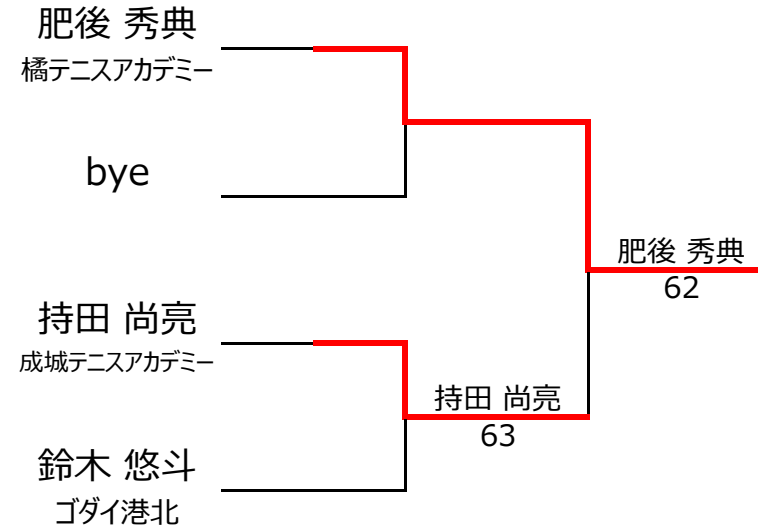 肥後 秀典
橘テニスアカデミー
bye
肥後 秀典
62
持田 尚亮
成城テニスアカデミー
持田 尚亮
63
鈴木 悠斗
ゴダイ港北